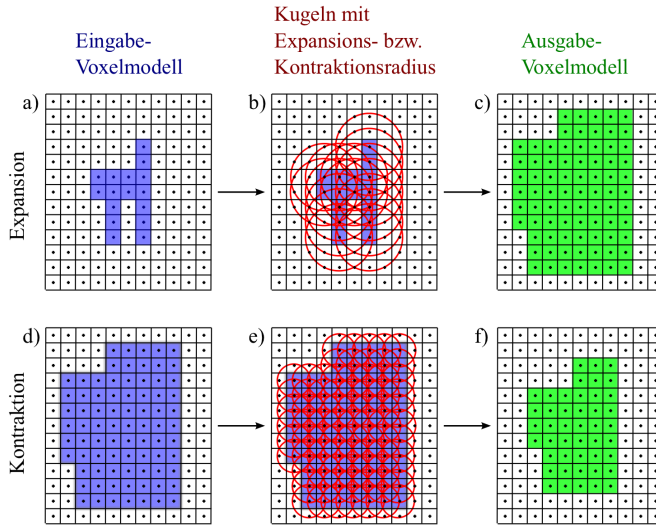 Eingabe-
Voxelmodell
Kugeln mit
Expansions- bzw.
Kontraktionsradius
Ausgabe-
Voxelmodell
Expansion
a)
b)
c)
Kontraktion
d)
e)
f)